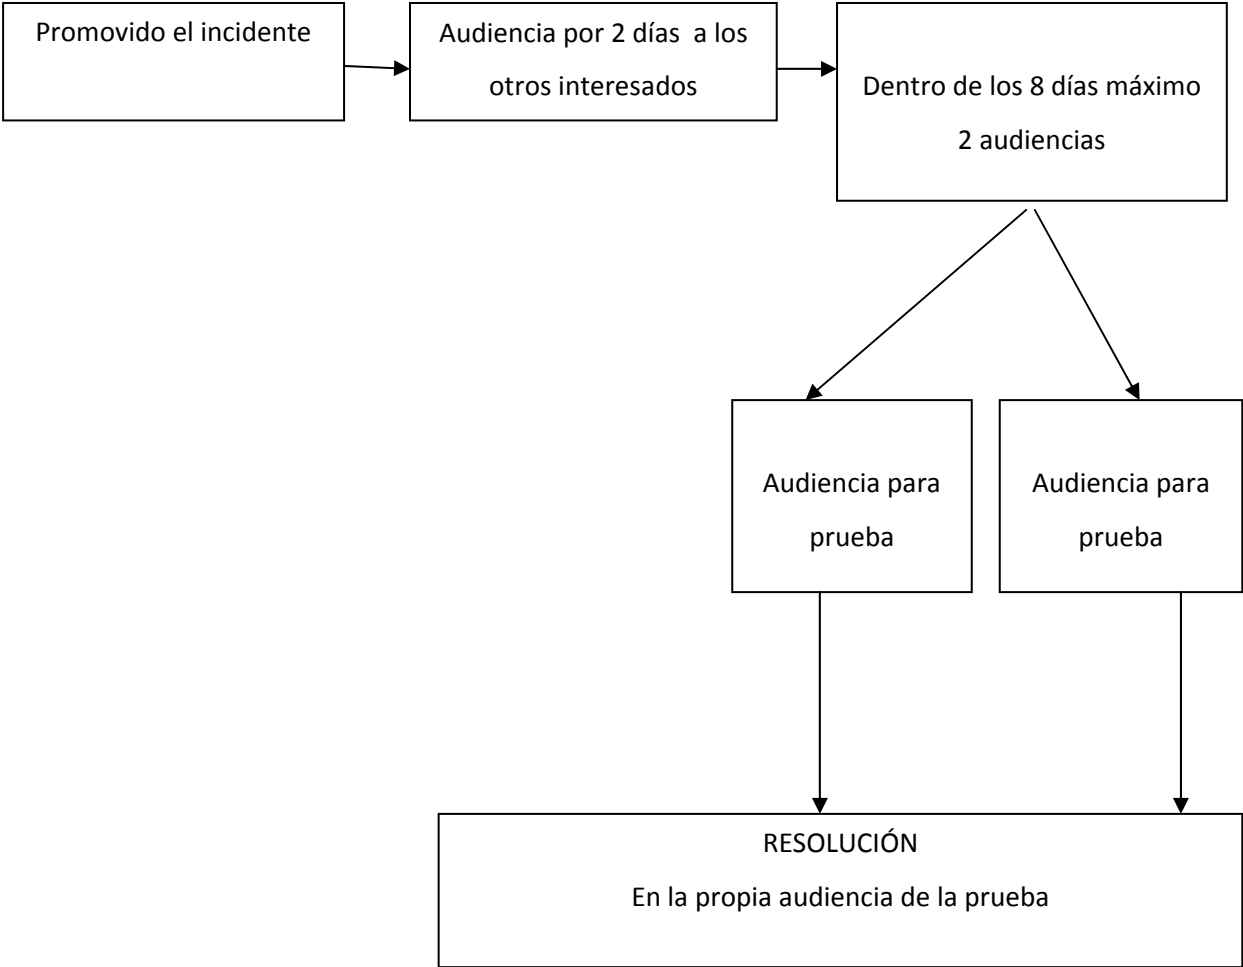 Promovido el incidente
Audiencia por 2 días  a los
otros interesados
Dentro de los 8 días máximo
2 audiencias
Audiencia para
prueba
Audiencia para
prueba
RESOLUCIÓN
En la propia audiencia de la prueba